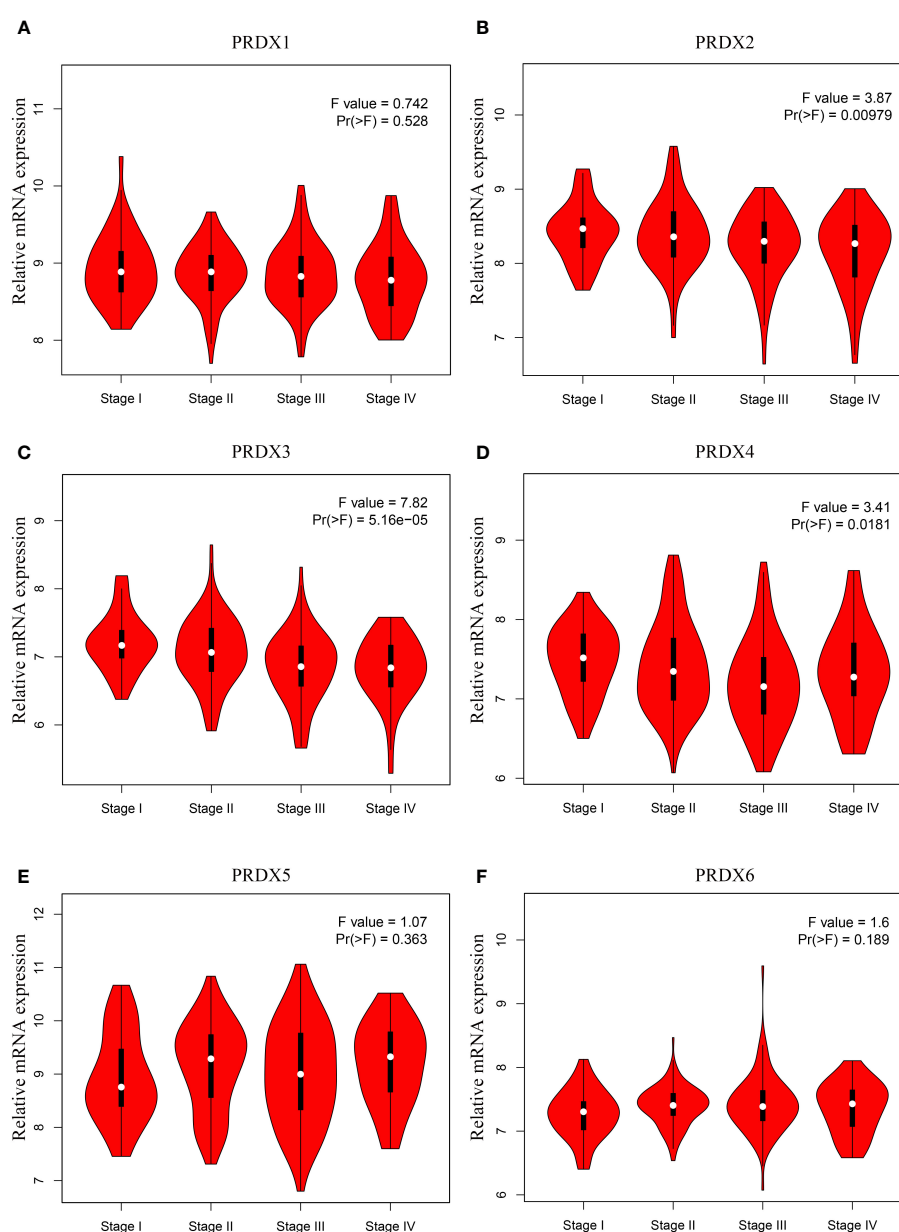 A
PRDX1
F value = 0.742
Pr(>F) = 0.528
Relative mRNA expression
11
10
9
8
Stage I Stage II Stage III Stage IV
B
PRDX2
F value = 3.87
Pr(>F) = 0.00979
Relative mRNA expression
10
9
8
7
Stage I Stage II Stage III Stage IV
C
PRDX3
F value = 7.82
Pr(>F) = 5.16e−05
Relative mRNA expression
9
8
7
6
Stage I Stage II Stage III Stage IV
D
PRDX4
F value = 3.41
Pr(>F) = 0.0181
Relative mRNA expression
9
8
7
6
Stage I Stage II Stage III Stage IV
E
PRDX5
F value = 1.07
Pr(>F) = 0.363
Relative mRNA expression
12
11
10
9
8
7
Stage I Stage II Stage III Stage IV
F
PRDX6
F value = 1.6
Pr(>F) = 0.189
Relative mRNA expression
10
9
8
7
6
Stage I Stage II Stage III Stage IV